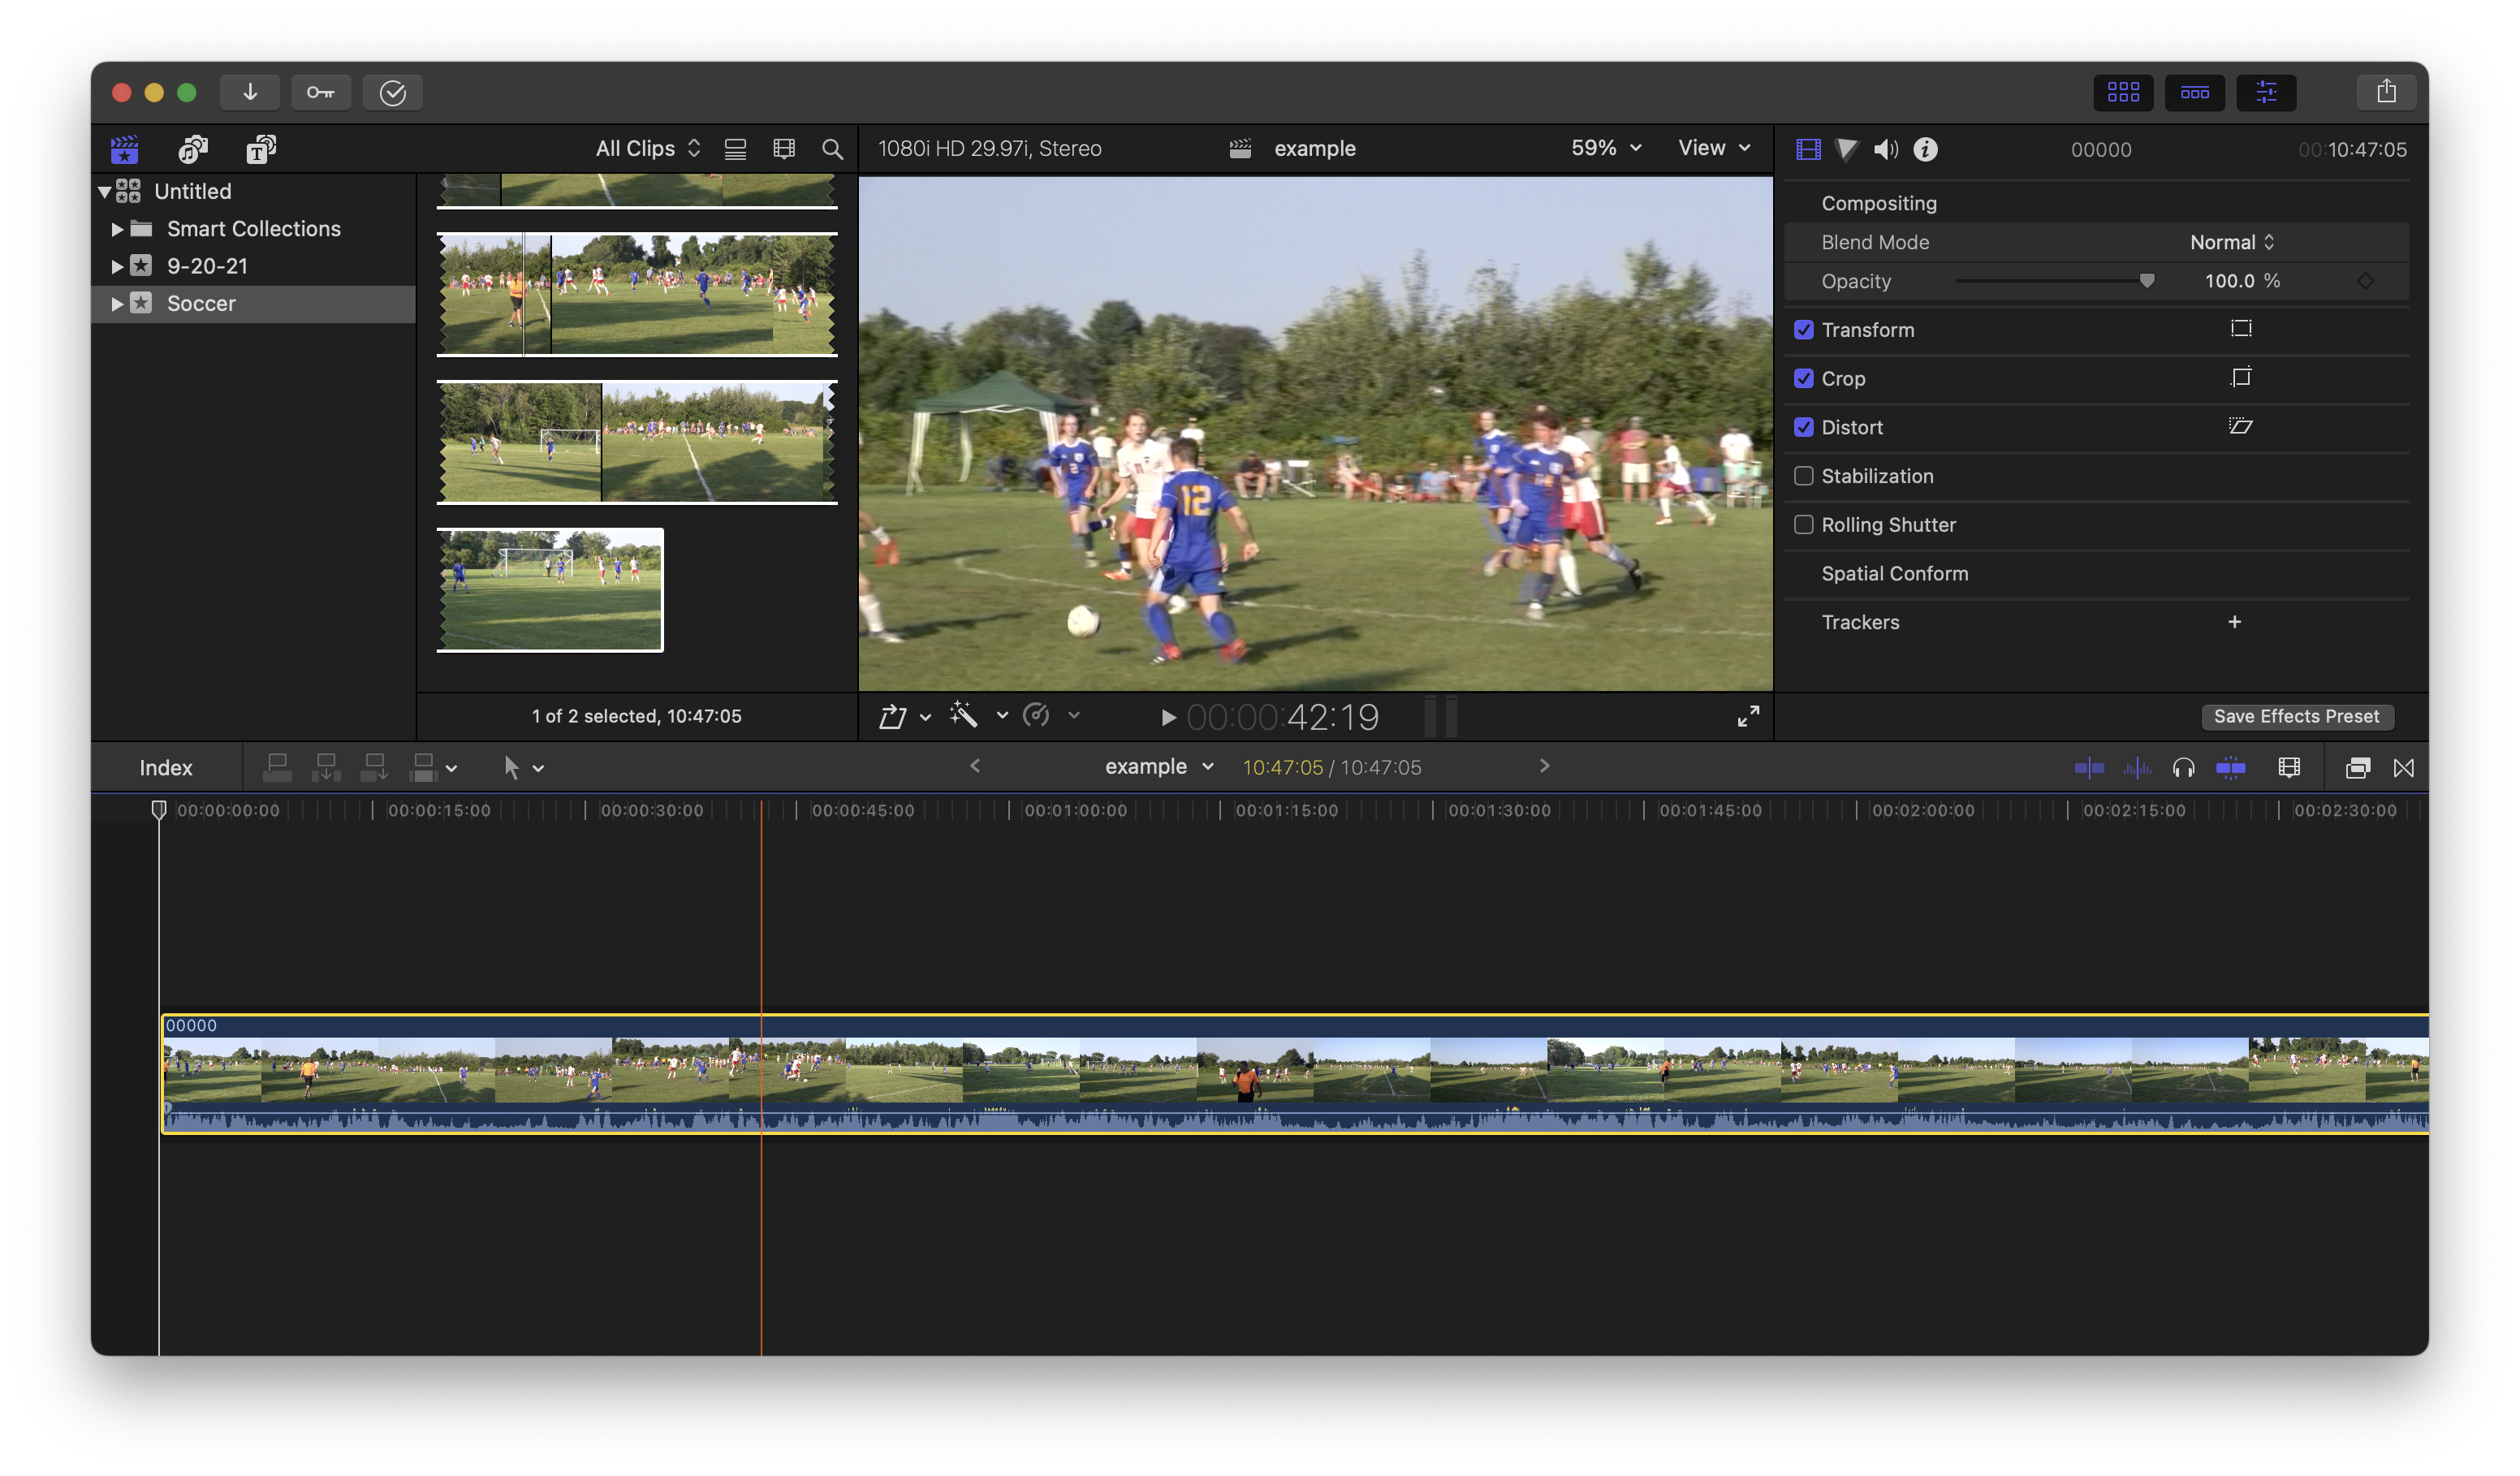 All Clips
1080i HD 29.97i, Stereo
example
59%
View
00000
00:10:47:05
Untitled
Smart Collections
9-20-21
Soccer
12
2
Compositing
Blend Mode
Normal
Opacity
100.0 %
Transform
Crop
Distort
Stabilization
Rolling Shutter
Spatial Conform
Trackers
+
1 of 2 selected, 10:47:05
00:00:42:19
Save Effects Preset
Index
example
10:47:05 / 10:47:05
00:00:00:00
00:00:15:00
00:00:30:00
00:00:45:00
00:01:00:00
00:01:15:00
00:01:30:00
00:01:45:00
00:02:00:00
00:02:15:00
00:02:30:00
00000